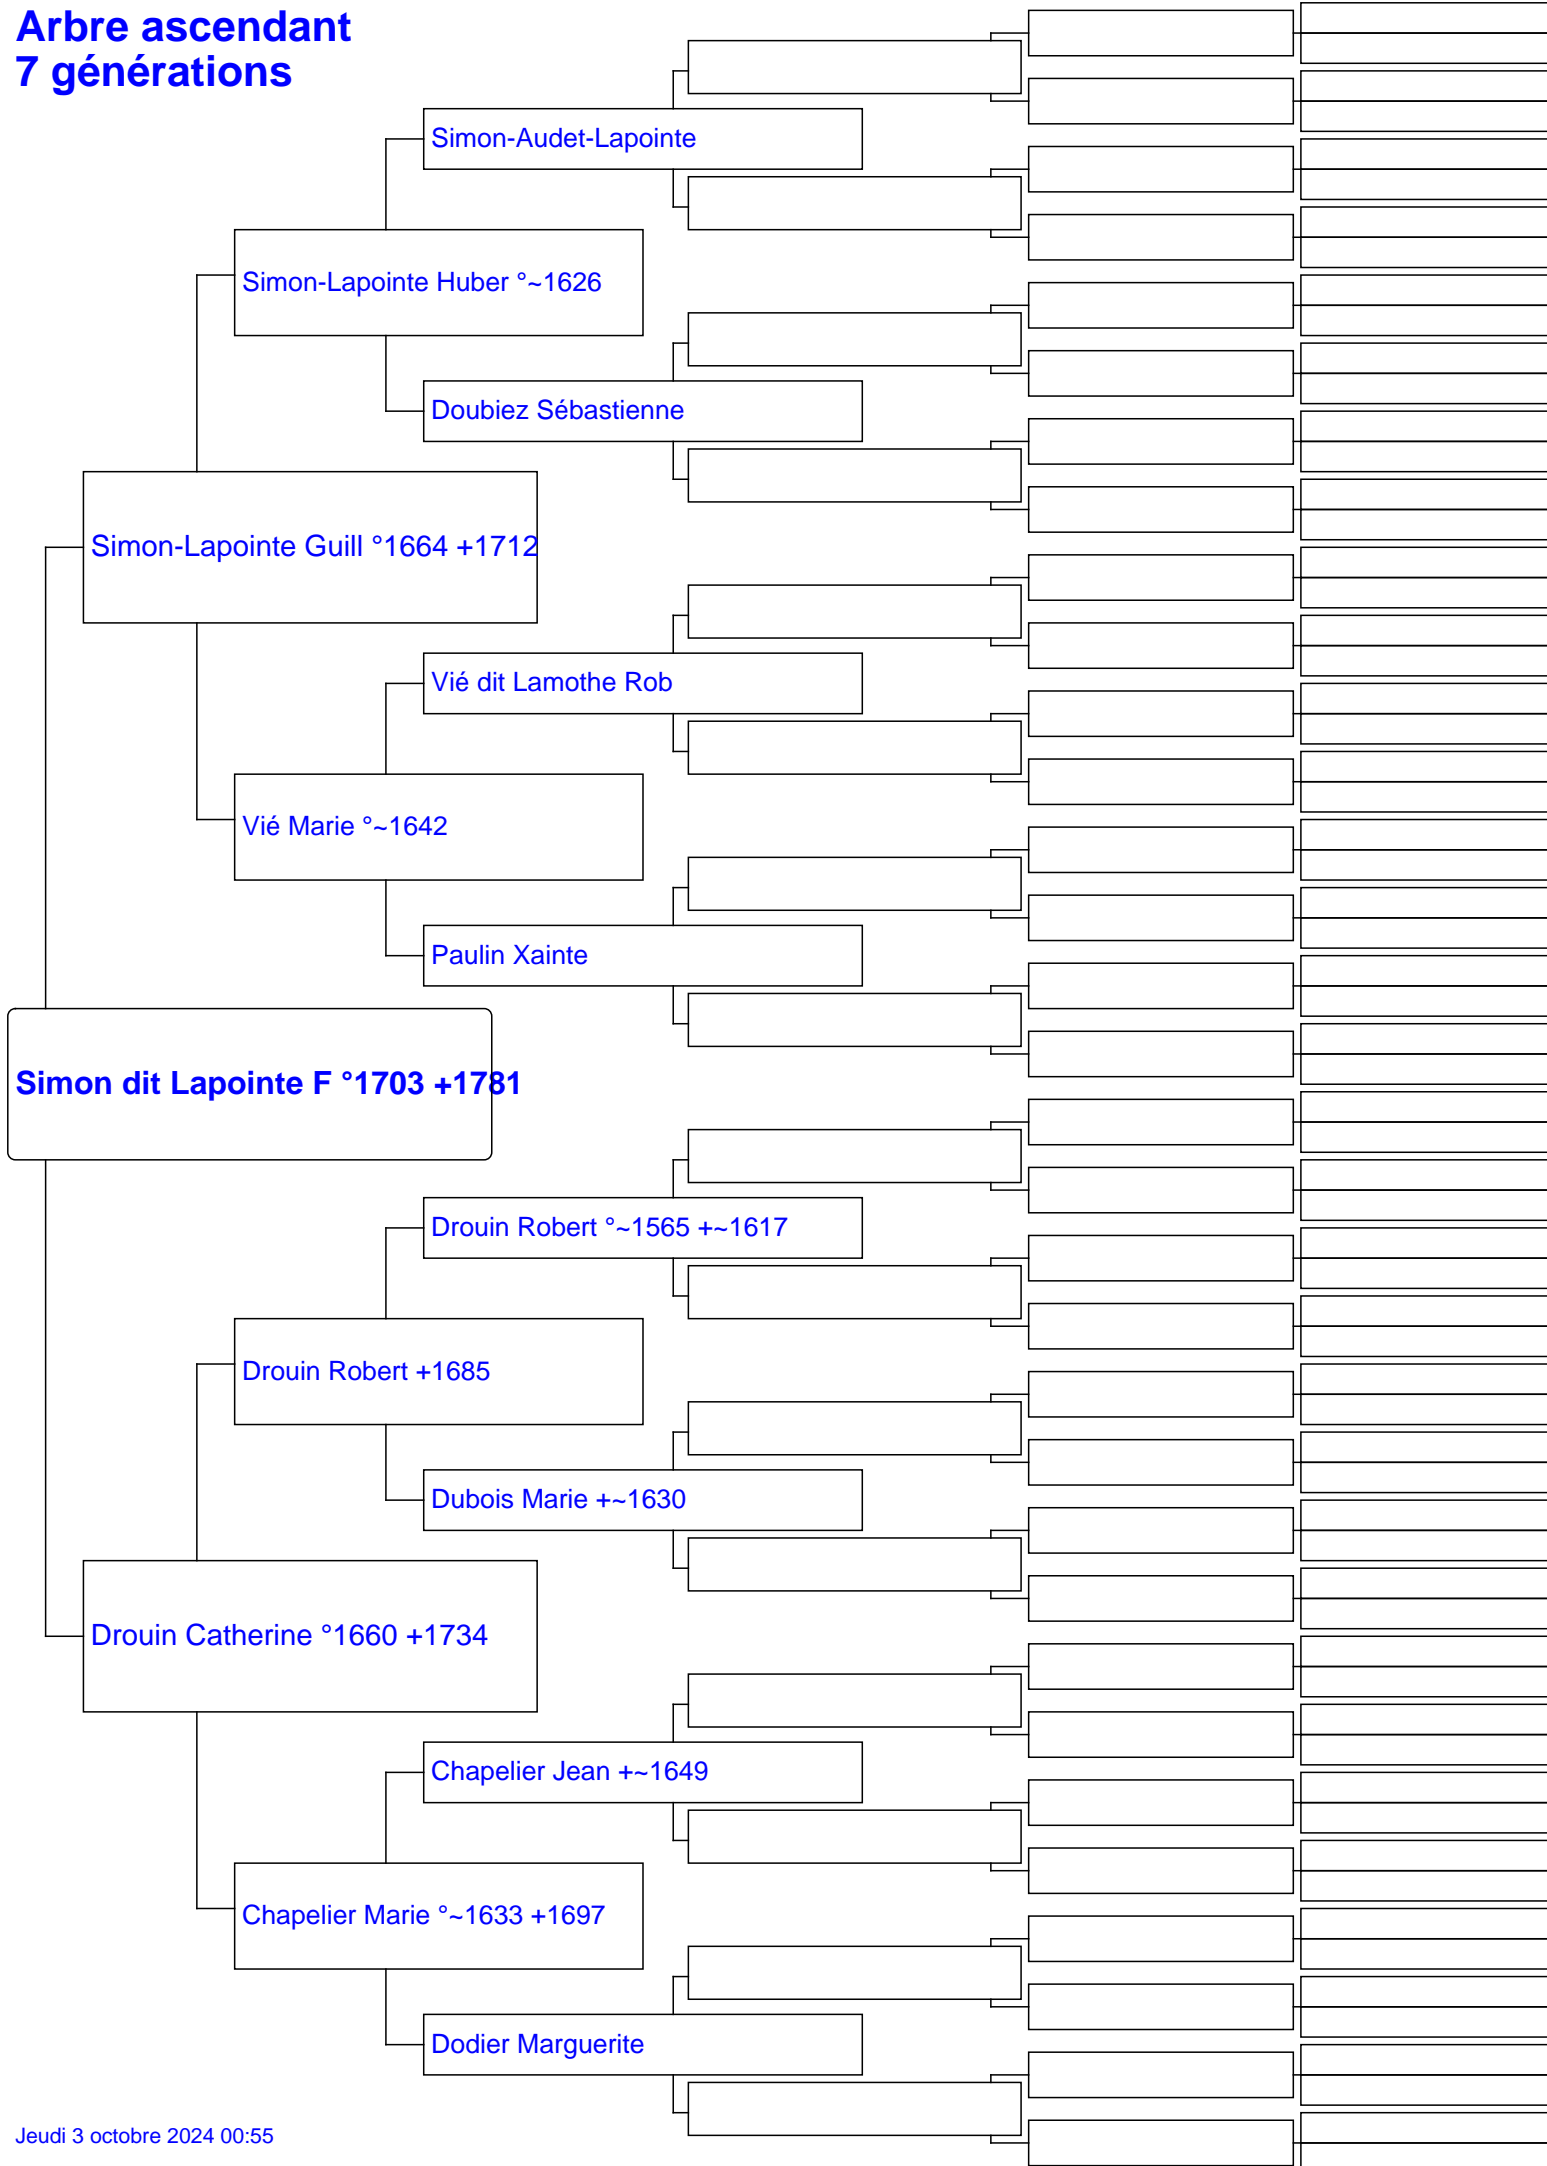 Arbre ascendant
7 générations
Simon-Audet-Lapointe
Simon-Lapointe Huber °~1626
Doubiez Sébastienne
Simon-Lapointe Guill °1664 +1712
Vié dit Lamothe Rob
Vié Marie °~1642
Paulin Xainte
Simon dit Lapointe F °1703 +1781
Drouin Robert °~1565 +~1617
Drouin Robert +1685
Dubois Marie +~1630
Drouin Catherine °1660 +1734
Chapelier Jean +~1649
Chapelier Marie °~1633 +1697
Dodier Marguerite
Jeudi 3 octobre 2024 00:55